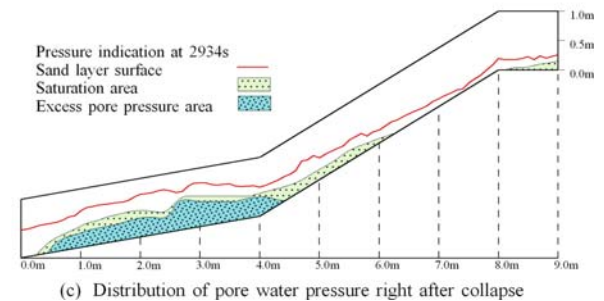 1.0m
Pressure indication at 2934s
0.5m
Sand layer surface
Saturation area
0.0m
Excess pore pressure area
0.0m 1.0m 2.0m 3.0m 4.0m 5.0m 6.0m 7.0m 8.0m 9.0m
(c) Distribution of pore water pressure right after collapse